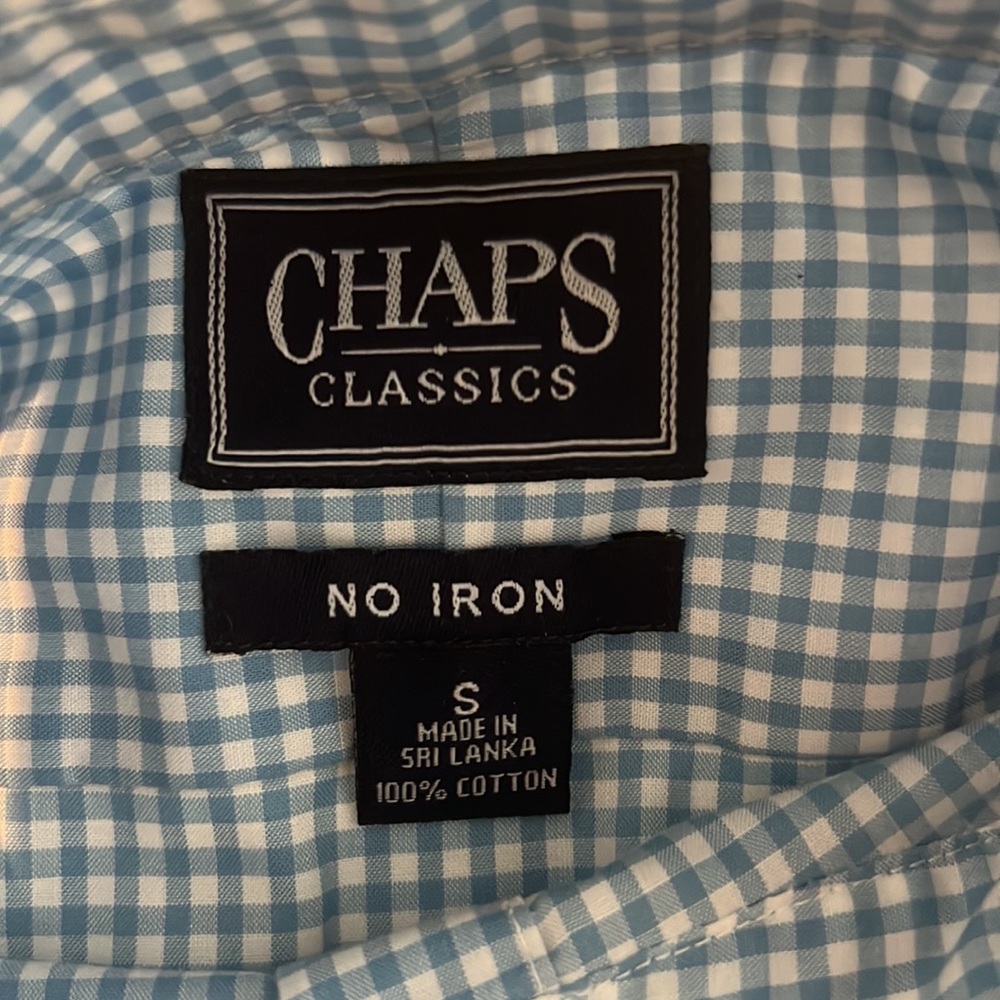 CHAPS
CLASSICS
NO IRON
S
MADE IN
SRI LANKA
100% COTTON